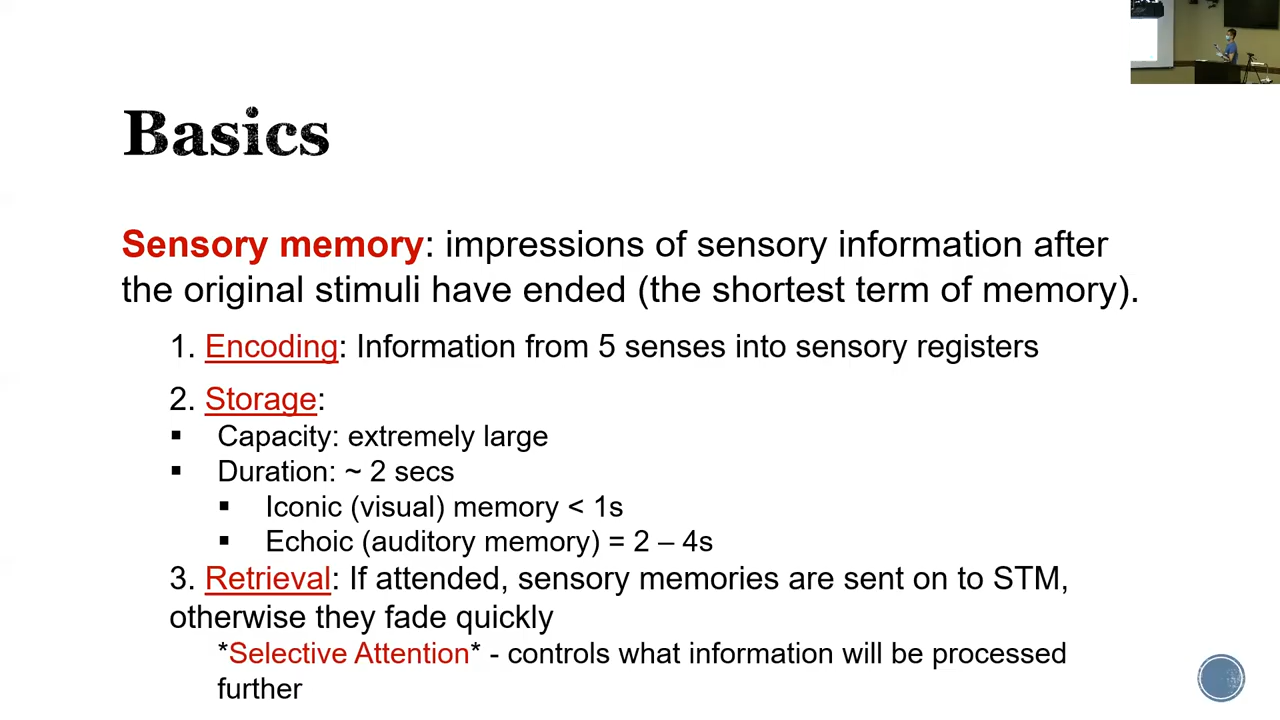 Basics
Sensory memory: impressions of sensory information after
the original stimuli have ended (the shortest term of memory).
1. Encoding: Information from 5 senses into sensory registers
2. Storage:
▪ Capacity: extremely large
▪ Duration: ~ 2 secs
▪ Iconic (visual) memory < 1s
▪ Echoic (auditory memory) = 2 – 4s
3. Retrieval: If attended, sensory memories are sent on to STM,
otherwise they fade quickly
*Selective Attention* - controls what information will be processed
further